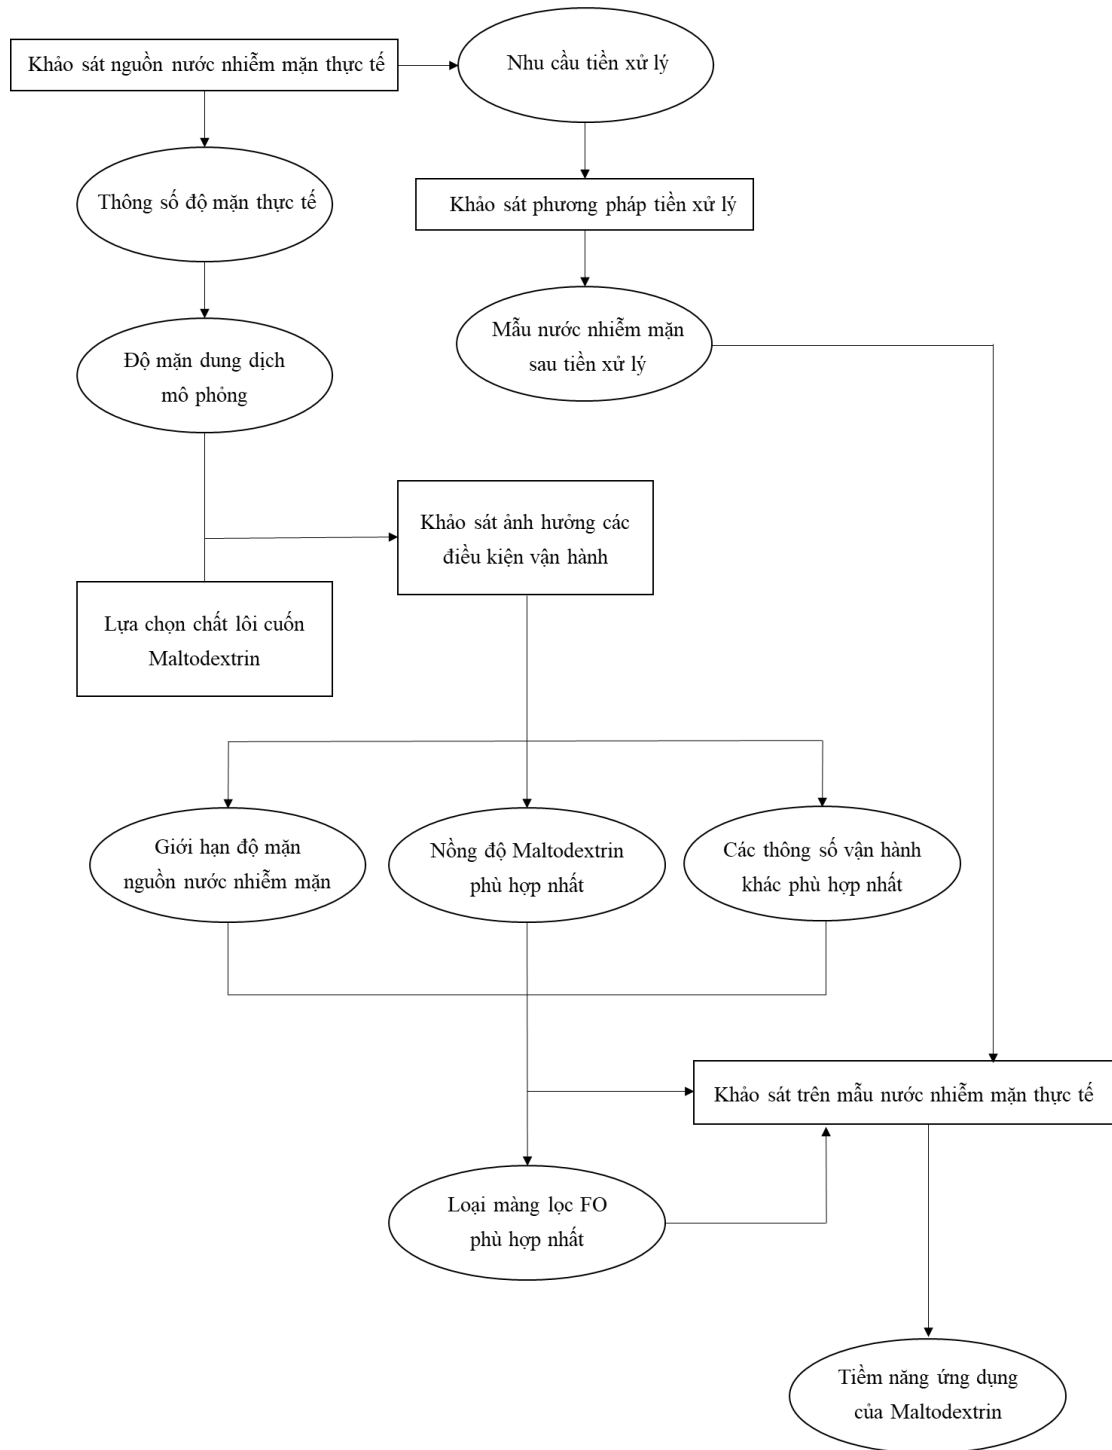 Khảo sát nguồn nước nhiễm mặn thực tế
Nhu cầu tiền xử lý
Thông số độ mặn thực tế
Khảo sát phương pháp tiền xử lý
Độ mặn dung dịch
mô phỏng
Mẫu nước nhiễm mặn
sau tiền xử lý
Khảo sát ảnh hưởng các
điều kiện vận hành
Lựa chọn chất lôi cuốn
Maltodextrin
Giới hạn độ mặn
nguồn nước nhiễm mặn
Nồng độ Maltodextrin
phù hợp nhất
Các thông số vận hành
khác phù hợp nhất
Khảo sát trên mẫu nước nhiễm mặn thực tế
Loại màng lọc FO
phù hợp nhất
Tiềm năng ứng dụng
của Maltodextrin